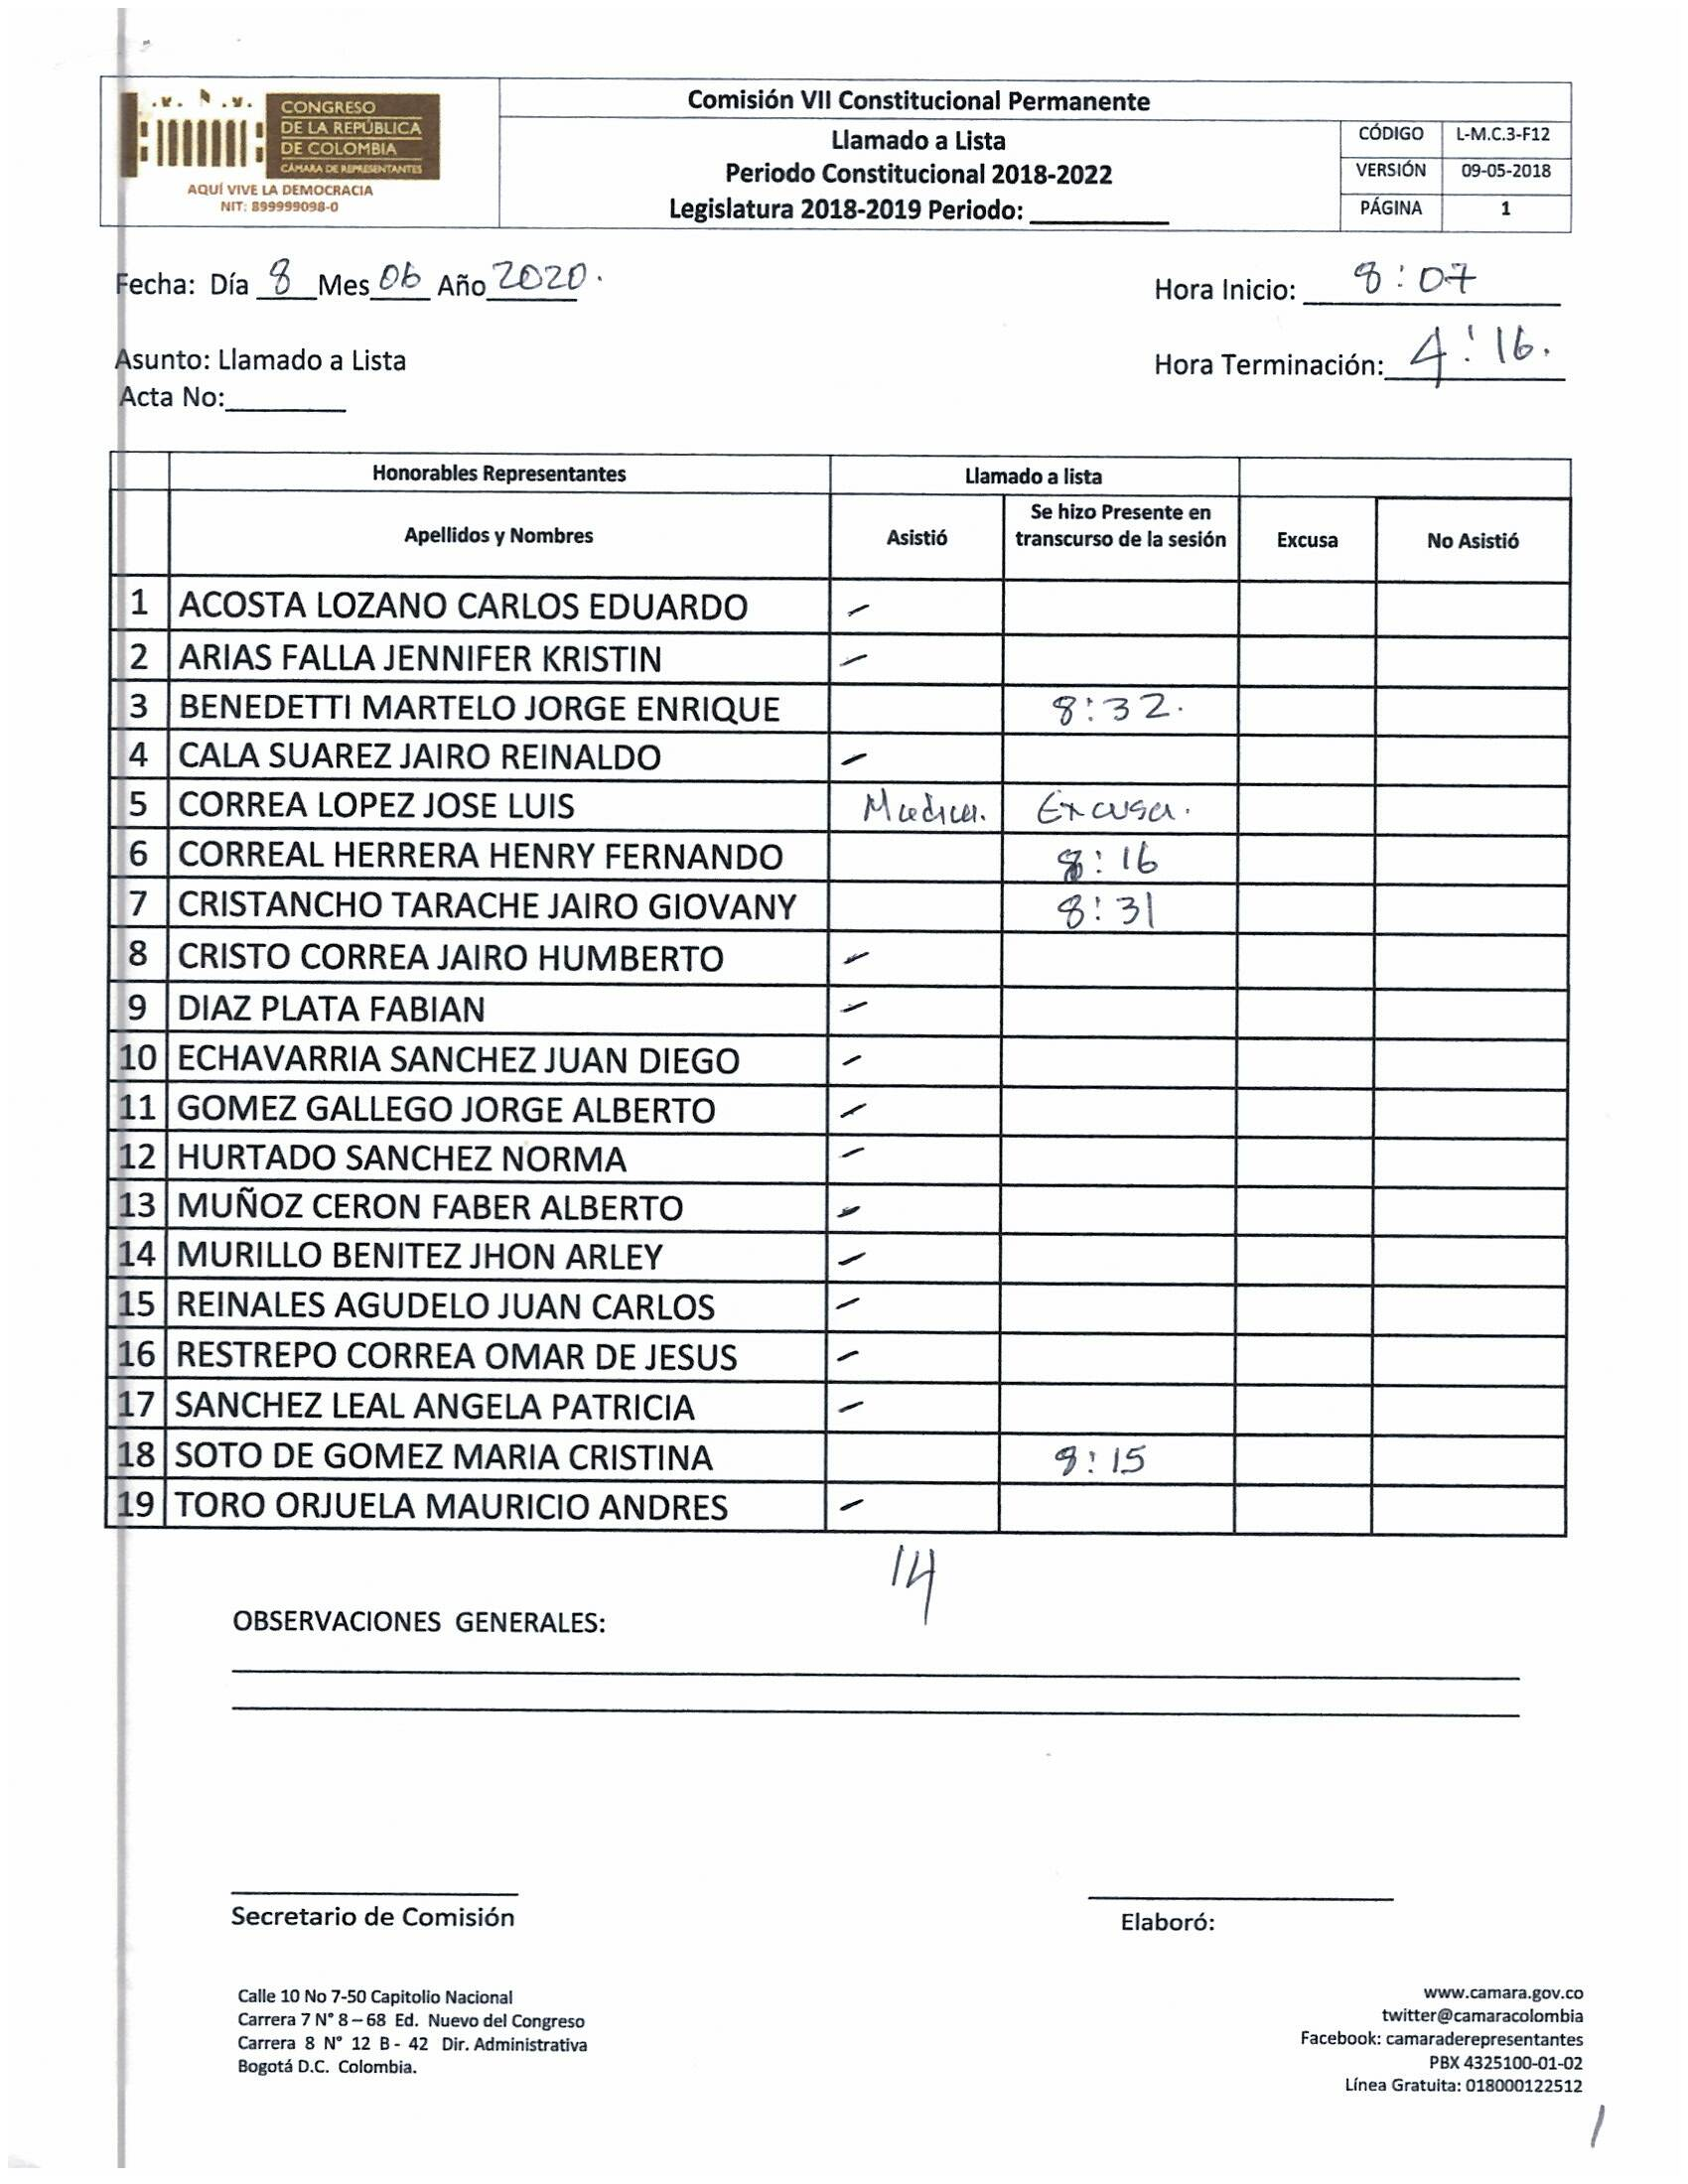 CONGRESO
DE LA REPÚBLICA
DE COLOMBIA
CÁMARA DE REPRESENTANTES
AQUÍ VIVE LA DEMOCRACIA
NIT: 899999098-0
Comisión VII Constitucional Permanente
Llamado a Lista
Periodo Constitucional 2018-2022
Legislatura 2018-2019 Periodo: ________
CÓDIGO L-M.C.3-F12
VERSIÓN 09-05-2018
PÁGINA 1
Fecha: Día 8 Mes 06 Año 2020.
Hora Inicio: 8:07
Asunto: Llamado a Lista
Hora Terminación: 4:16.
Acta No:________
Honorables Representantes Llamado a lista
Apellidos y Nombres Asistió Se hizo Presente en transcurso de la sesión Excusa No Asistió
1 ACOSTA LOZANO CARLOS EDUARDO –
2 ARIAS FALLA JENNIFER KRISTIN –
3 BENEDETTI MARTELO JORGE ENRIQUE 8:32.
4 CALA SUAREZ JAIRO REINALDO –
5 CORREA LOPEZ JOSE LUIS Medica. Excusa.
6 CORREAL HERRERA HENRY FERNANDO 8:16
7 CRISTANCHO TARACHE JAIRO GIOVANY 8:31
8 CRISTO CORREA JAIRO HUMBERTO –
9 DIAZ PLATA FABIAN –
10 ECHAVARRIA SANCHEZ JUAN DIEGO –
11 GOMEZ GALLEGO JORGE ALBERTO –
12 HURTADO SANCHEZ NORMA –
13 MUÑOZ CERON FABER ALBERTO –
14 MURILLO BENITEZ JHON ARLEY –
15 REINALES AGUDELO JUAN CARLOS –
16 RESTREPO CORREA OMAR DE JESUS –
17 SANCHEZ LEAL ANGELA PATRICIA –
18 SOTO DE GOMEZ MARIA CRISTINA 8:15
19 TORO ORJUELA MAURICIO ANDRES –
14
OBSERVACIONES GENERALES:
Secretario de Comisión
Elaboró:
Calle 10 No 7-50 Capitolio Nacional
Carrera 7 N° 8 – 68 Ed. Nuevo del Congreso
Carrera 8 N° 12 B - 42 Dir. Administrativa
Bogotá D.C. Colombia.
www.camara.gov.co
twitter@camaracolombia
Facebook: camaraderepresentantes
PBX 4325100-01-02
Línea Gratuita: 018000122512
1